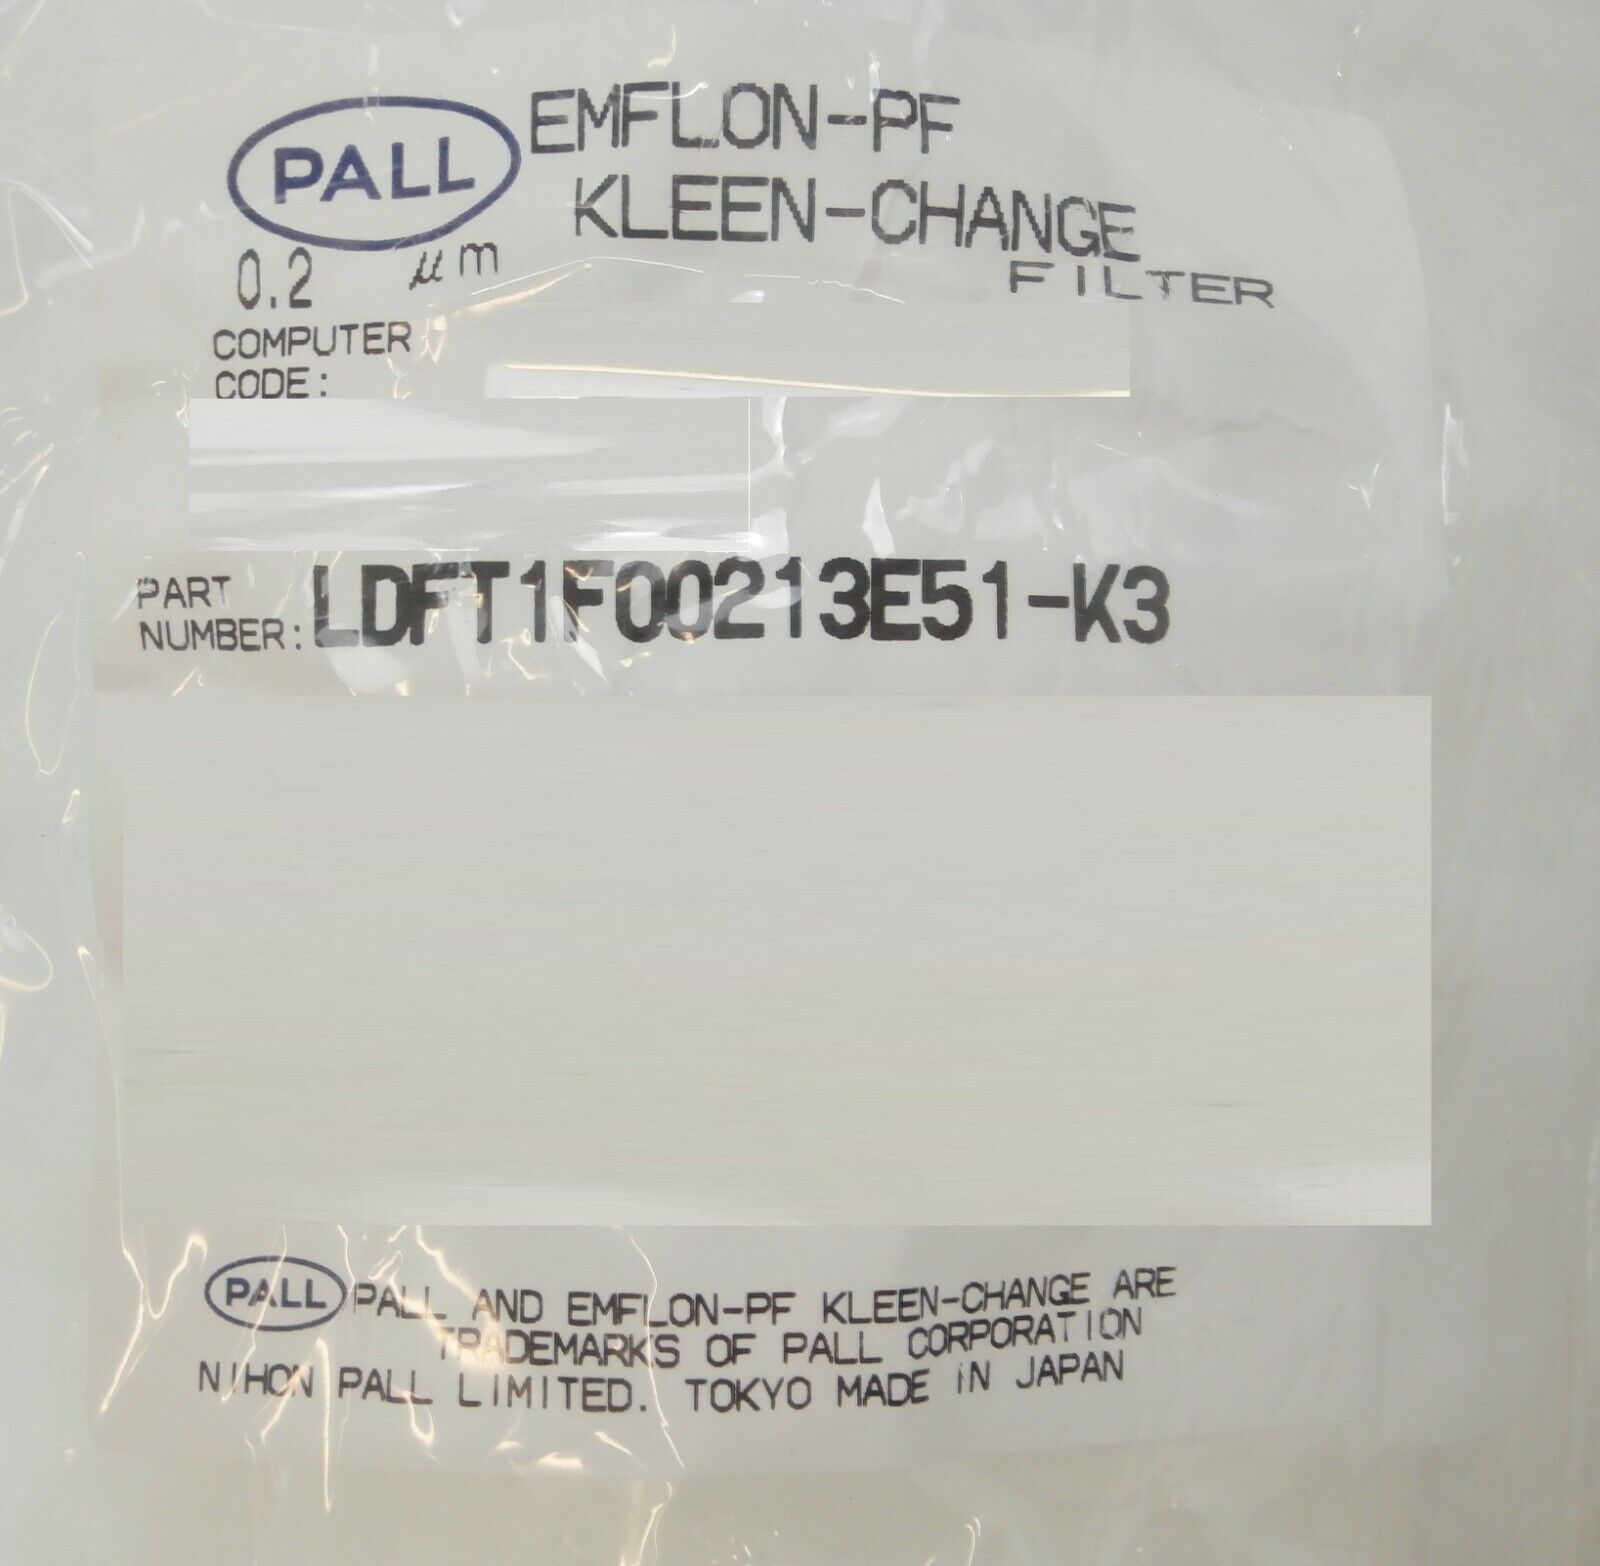 PALL EMFLON-PF
KLEEN-CHANGE
FILTER
0.2 μm
COMPUTER
CODE:
PART
NUMBER: LDFT1F00213E51-K3
PALL PALL AND EMFLON-PF KLEEN-CHANGE ARE
TRADEMARKS OF PALL CORPORATION
NIHON PALL LIMITED. TOKYO MADE IN JAPAN